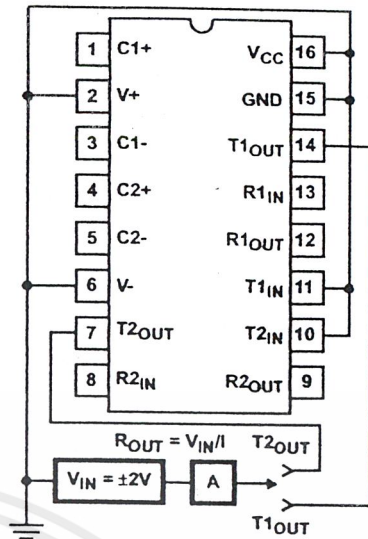 1 C1+ VCC 16
2 V+ GND 15
3 C1- T1OUT 14
4 C2+ R1IN 13
5 C2- R1OUT 12
6 V- T1IN 11
7 T2OUT T2IN 10
8 R2IN R2OUT 9
ROUT = VIN/I T2OUT
VIN = ±2V A
T1OUT